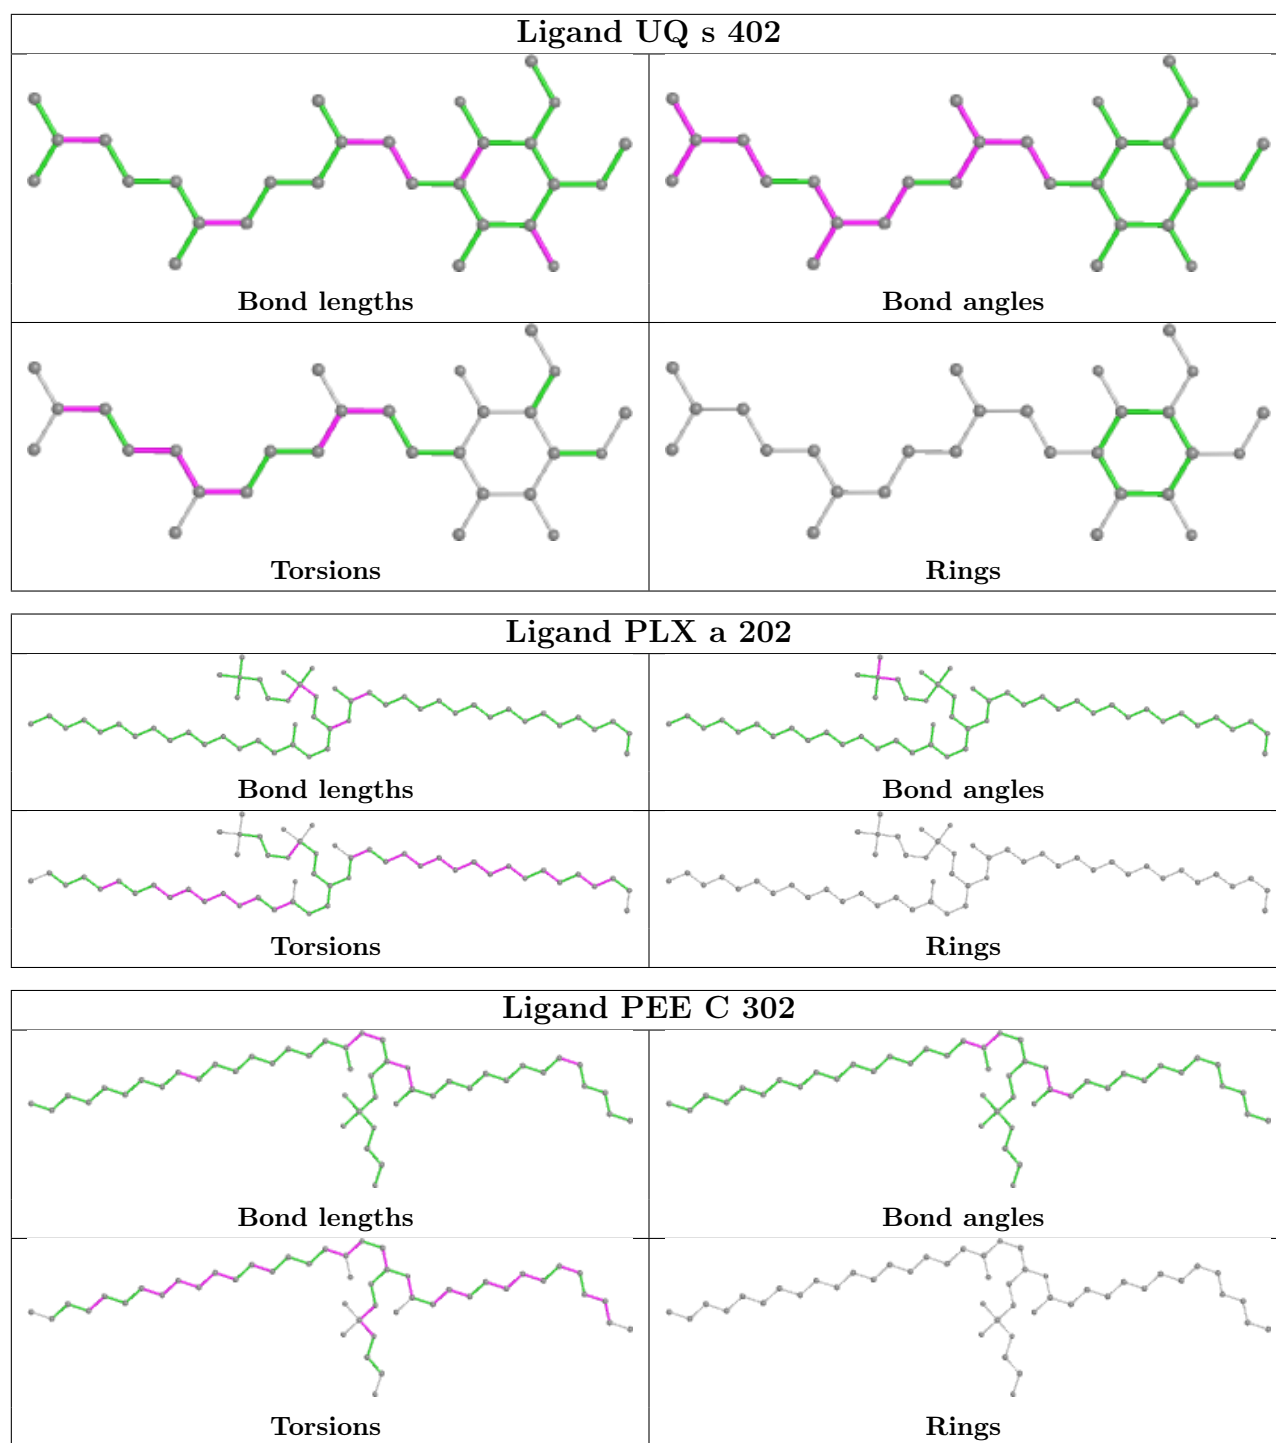 Ligand UQ s 402
Bond lengths
Bond angles
Torsions
Rings
Ligand PLX a 202
Bond lengths
Bond angles
Torsions
Rings
Ligand PEE C 302
Bond lengths
Bond angles
Torsions
Rings